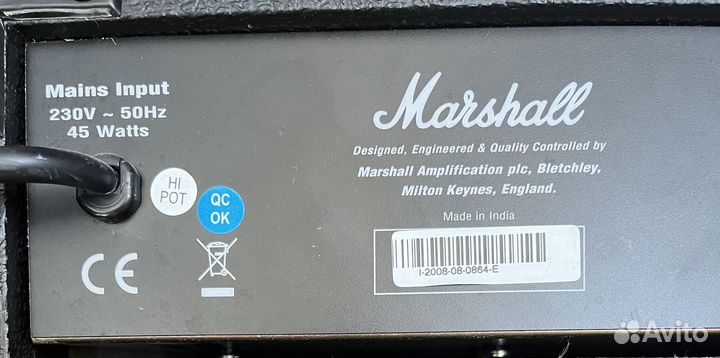 Mains Input
230V ~ 50Hz
45 Watts
HI
POT
QC
OK
CE
Marshall
Designed, Engineered & Quality Controlled by
Marshall Amplification plc, Bletchley,
Milton Keynes, England.
Made in India
I-2008-08-0864-E
Avito